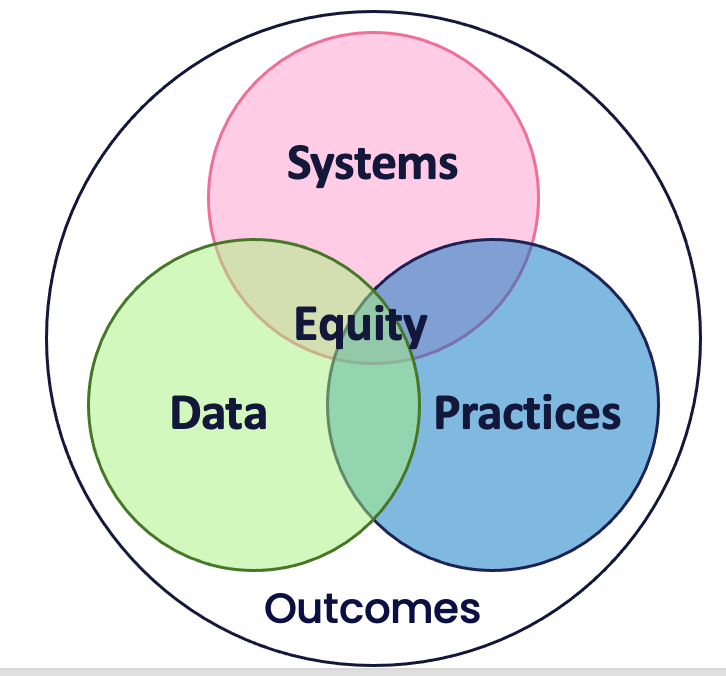 Systems
Equity
Data
Practices
Outcomes